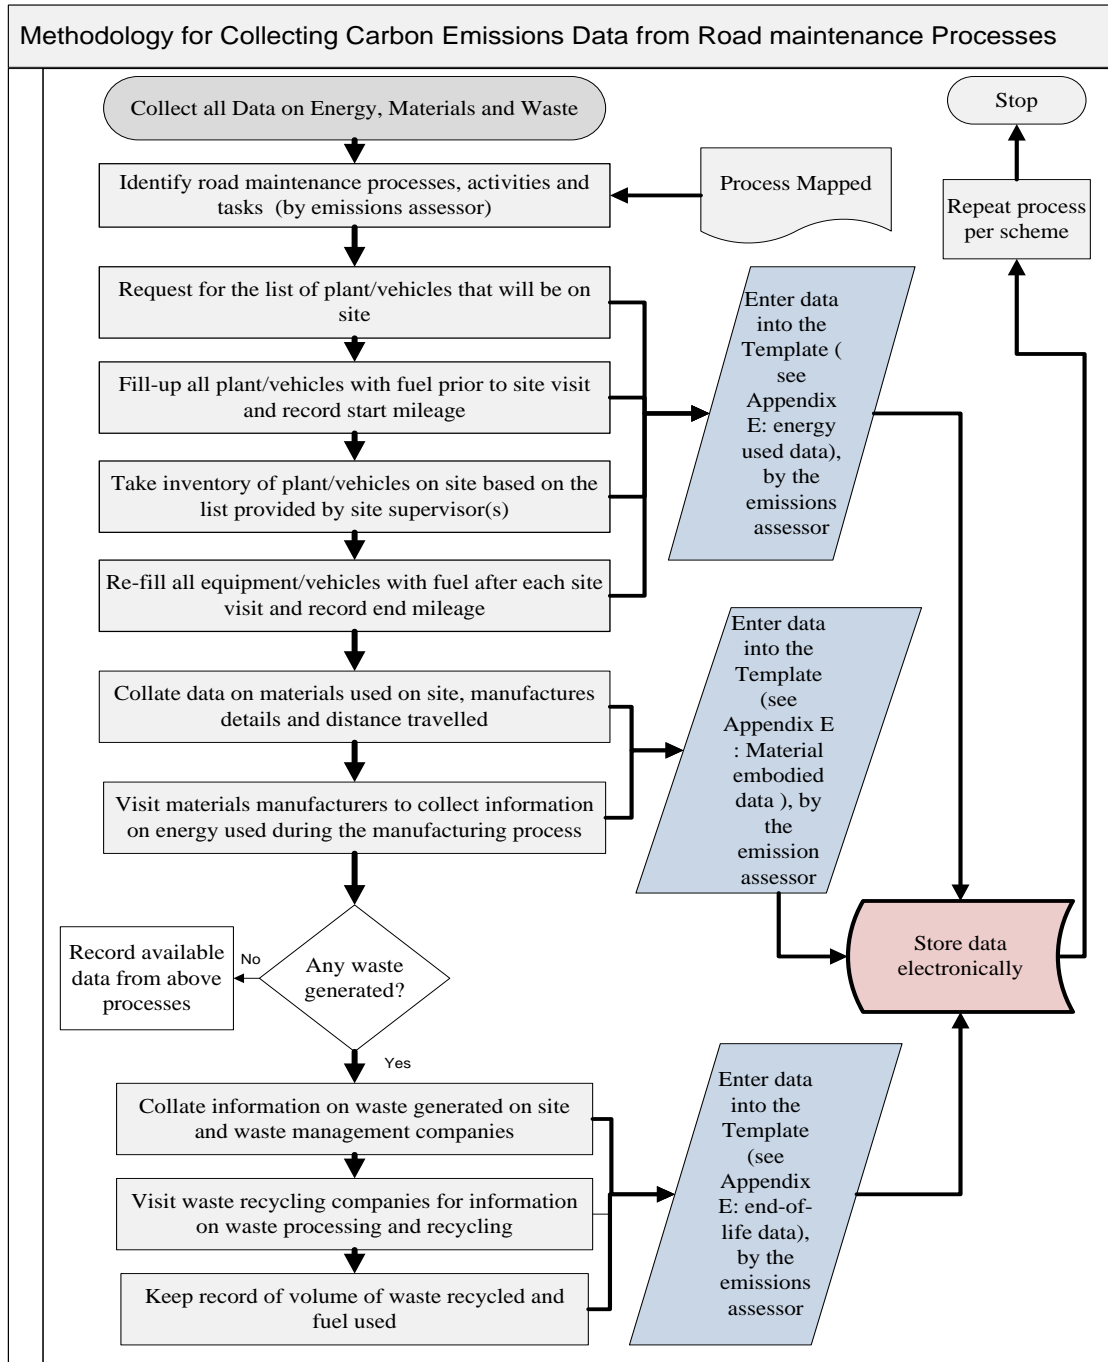 Methodology for Collecting Carbon Emissions Data from Road maintenance Processes
Collect all Data on Energy, Materials and Waste
Stop
Identify road maintenance processes, activities and
tasks (by emissions assessor)
Process Mapped
Repeat process
per scheme
Request for the list of plant/vehicles that will be on
site
Fill-up all plant/vehicles with fuel prior to site visit
and record start mileage
Take inventory of plant/vehicles on site based on the
list provided by site supervisor(s)
Re-fill all equipment/vehicles with fuel after each site
visit and record end mileage
Enter data
into the
Template (
see
Appendix
E: energy
used data),
by the
emissions
assessor
Collate data on materials used on site, manufactures
details and distance travelled
Visit materials manufacturers to collect information
on energy used during the manufacturing process
Enter data
into the
Template
(see
Appendix E
: Material
embodied
data ), by
the
emission
assessor
Any waste
generated?
No
Record available
data from above
processes
Store data
electronically
Yes
Collate information on waste generated on site
and waste management companies
Visit waste recycling companies for information
on waste processing and recycling
Keep record of volume of waste recycled and
fuel used
Enter data
into the
Template
(see
Appendix
E: end-of-
life data),
by the
emissions
assessor